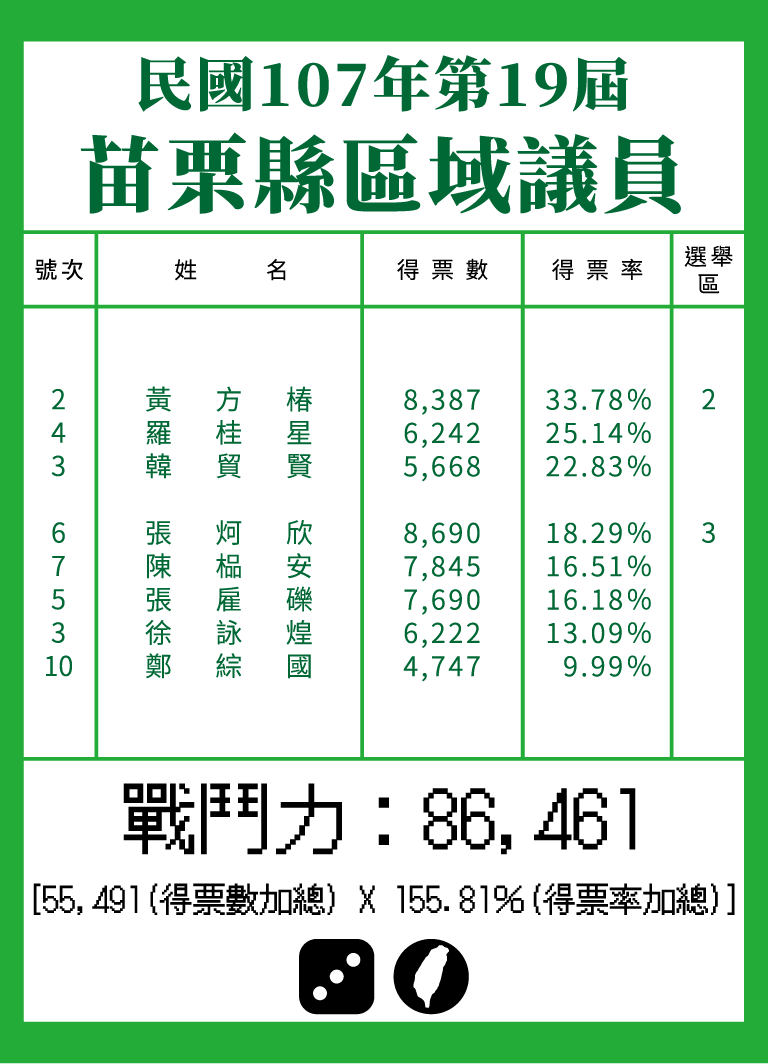 民國107年第19屆
苗栗縣區域議員
號次 姓 名 得票數 得票率 選舉區
2 黃方椿 8,387 33.78% 2
4 羅桂星 6,242 25.14%
3 韓貿賢 5,668 22.83%
6 張炣欣 8,690 18.29% 3
7 陳榀安 7,845 16.51%
5 張雇礫 7,690 16.18%
3 徐詠煌 6,222 13.09%
10 鄭綜國 4,747 9.99%
戰鬥力：86,461
[55,491(得票數加總) X 155.81%(得票率加總)]